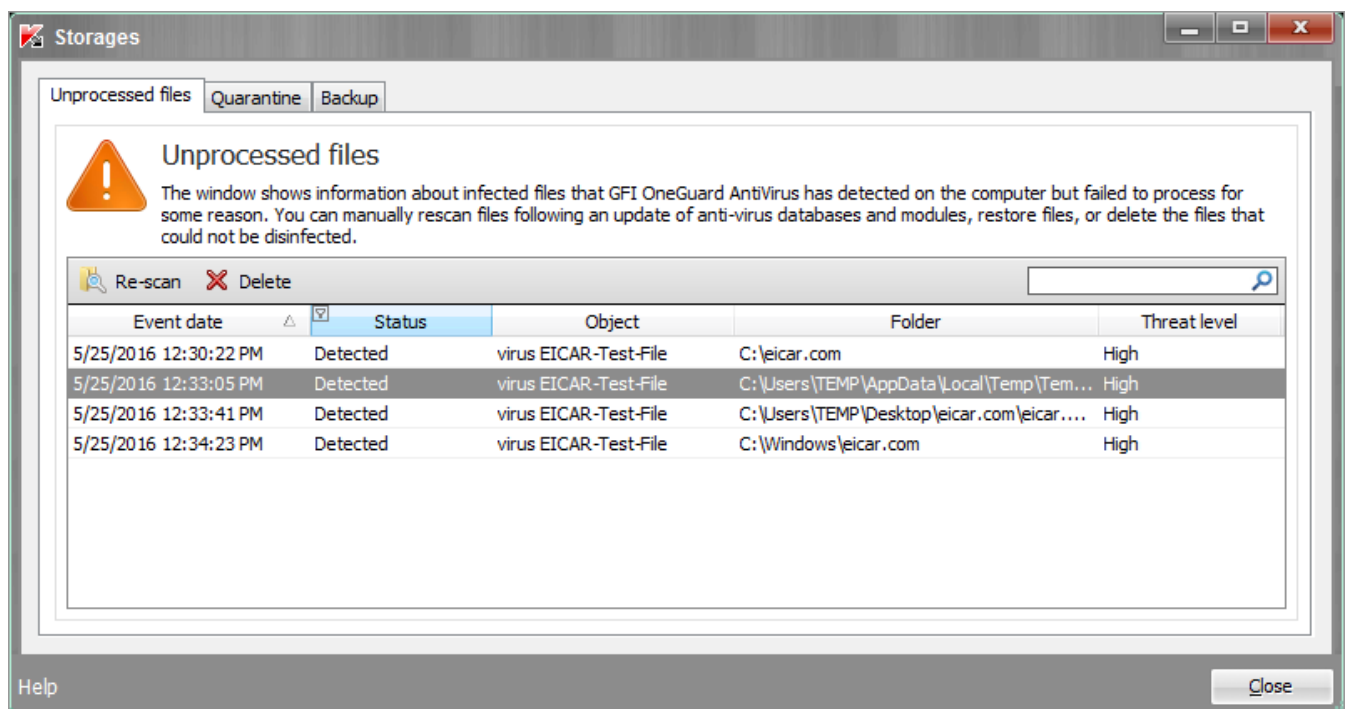 Storages
Unprocessed files Quarantine Backup
Unprocessed files
The window shows information about infected files that GFI OneGuard AntiVirus has detected on the computer but failed to process for
some reason. You can manually rescan files following an update of anti-virus databases and modules, restore files, or delete the files that
could not be disinfected.
Re-scan Delete
Event date Status Object Folder Threat level
5/25/2016 12:30:22 PM Detected virus EICAR-Test-File C:\eicar.com High
5/25/2016 12:33:05 PM Detected virus EICAR-Test-File C:\Users\TEMP\AppData\Local\Temp\Tem... High
5/25/2016 12:33:41 PM Detected virus EICAR-Test-File C:\Users\TEMP\Desktop\eicar.com\eicar.... High
5/25/2016 12:34:23 PM Detected virus EICAR-Test-File C:\Windows\eicar.com High
Help Close